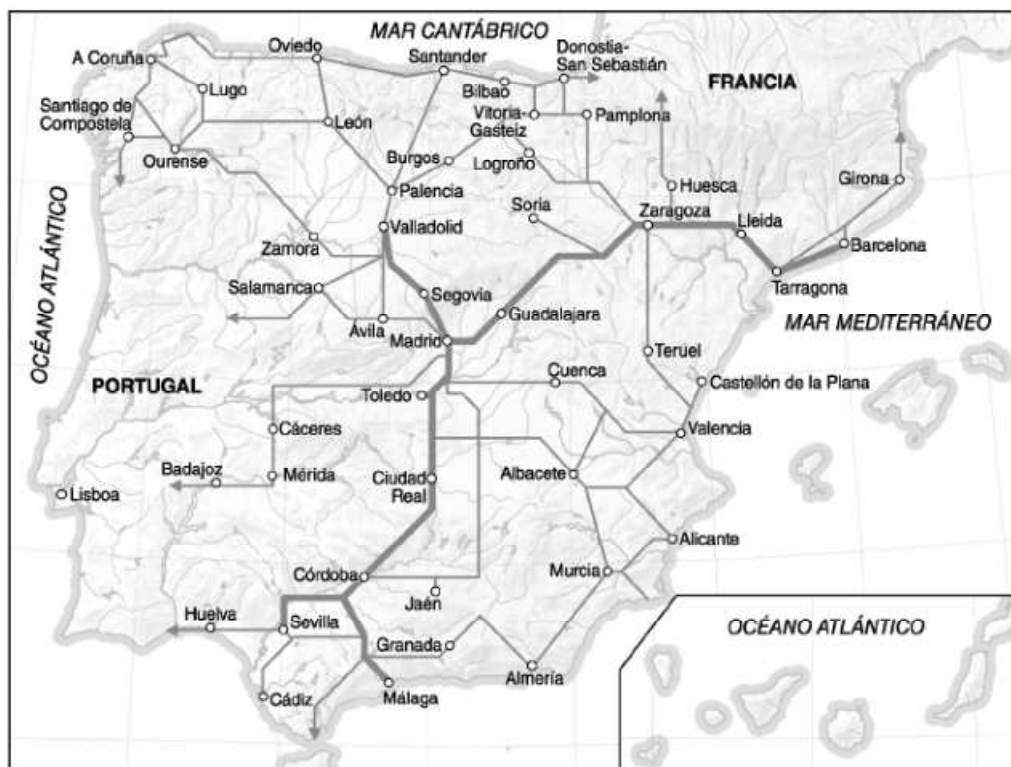 MAR CANTÁBRICO
Oviedo
Santander
Donostia-
San Sebastián
A Coruña
FRANCIA
Bilbao
Lugo
Santiago de
Compostela
León
Vitoria-
Gasteiz
Pamplona
Ourense
Burgos
Logroño
Palencia
Huesca
Girona
Soria
Zaragoza
Lleida
Valladolid
Zamora
Barcelona
OCÉANO ATLÁNTICO
Salamanca
Segovia
Tarragona
Ávila
Guadalajara
MAR MEDITERRÁNEO
Madrid
Teruel
PORTUGAL
Cuenca
Castellón de la Plana
Toledo
Cáceres
Valencia
Badajoz
Mérida
Ciudad
Real
Albacete
Lisboa
Alicante
Córdoba
Murcia
Jaén
Huelva
Sevilla
OCÉANO ATLÁNTICO
Granada
Almería
Cádiz
Málaga